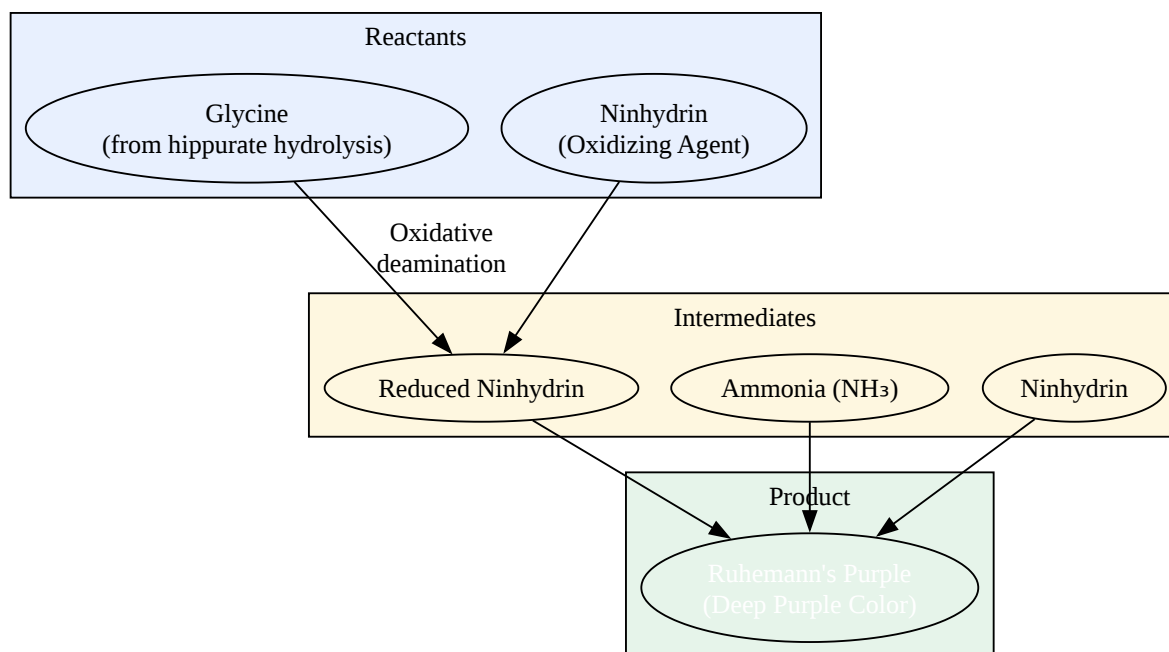 Reactants
Glycine
(from hippurate hydrolysis)
Ninhydrin
(Oxidizing Agent)
Oxidative
deamination
Intermediates
Reduced Ninhydrin
Ammonia (NH₃)
Ninhydrin
Product
Ruhemann's Purple
(Deep Purple Color)